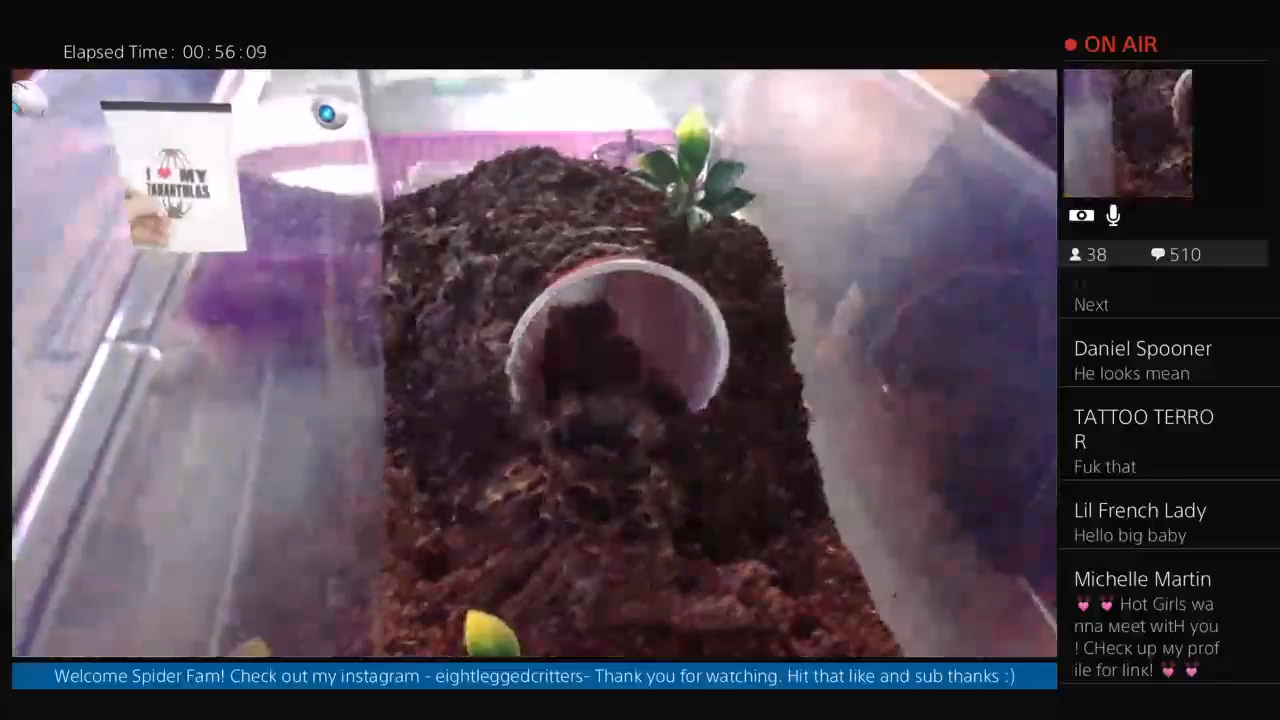 Elapsed Time: 00:56:09
ON AIR
I ❤ MY
TARANTULAS
38 510
Next
Daniel Spooner
He looks mean
TATTOO TERRO
R
Fuk that
Lil French Lady
Hello big baby
Michelle Martin
💕 💕 Hot Girls wa
nna мeet witH you
! CHecк up мy prof
ile for linк! 💕 💕
Welcome Spider Fam! Check out my instagram - eightleggedcritters- Thank you for watching. Hit that like and sub thanks :)